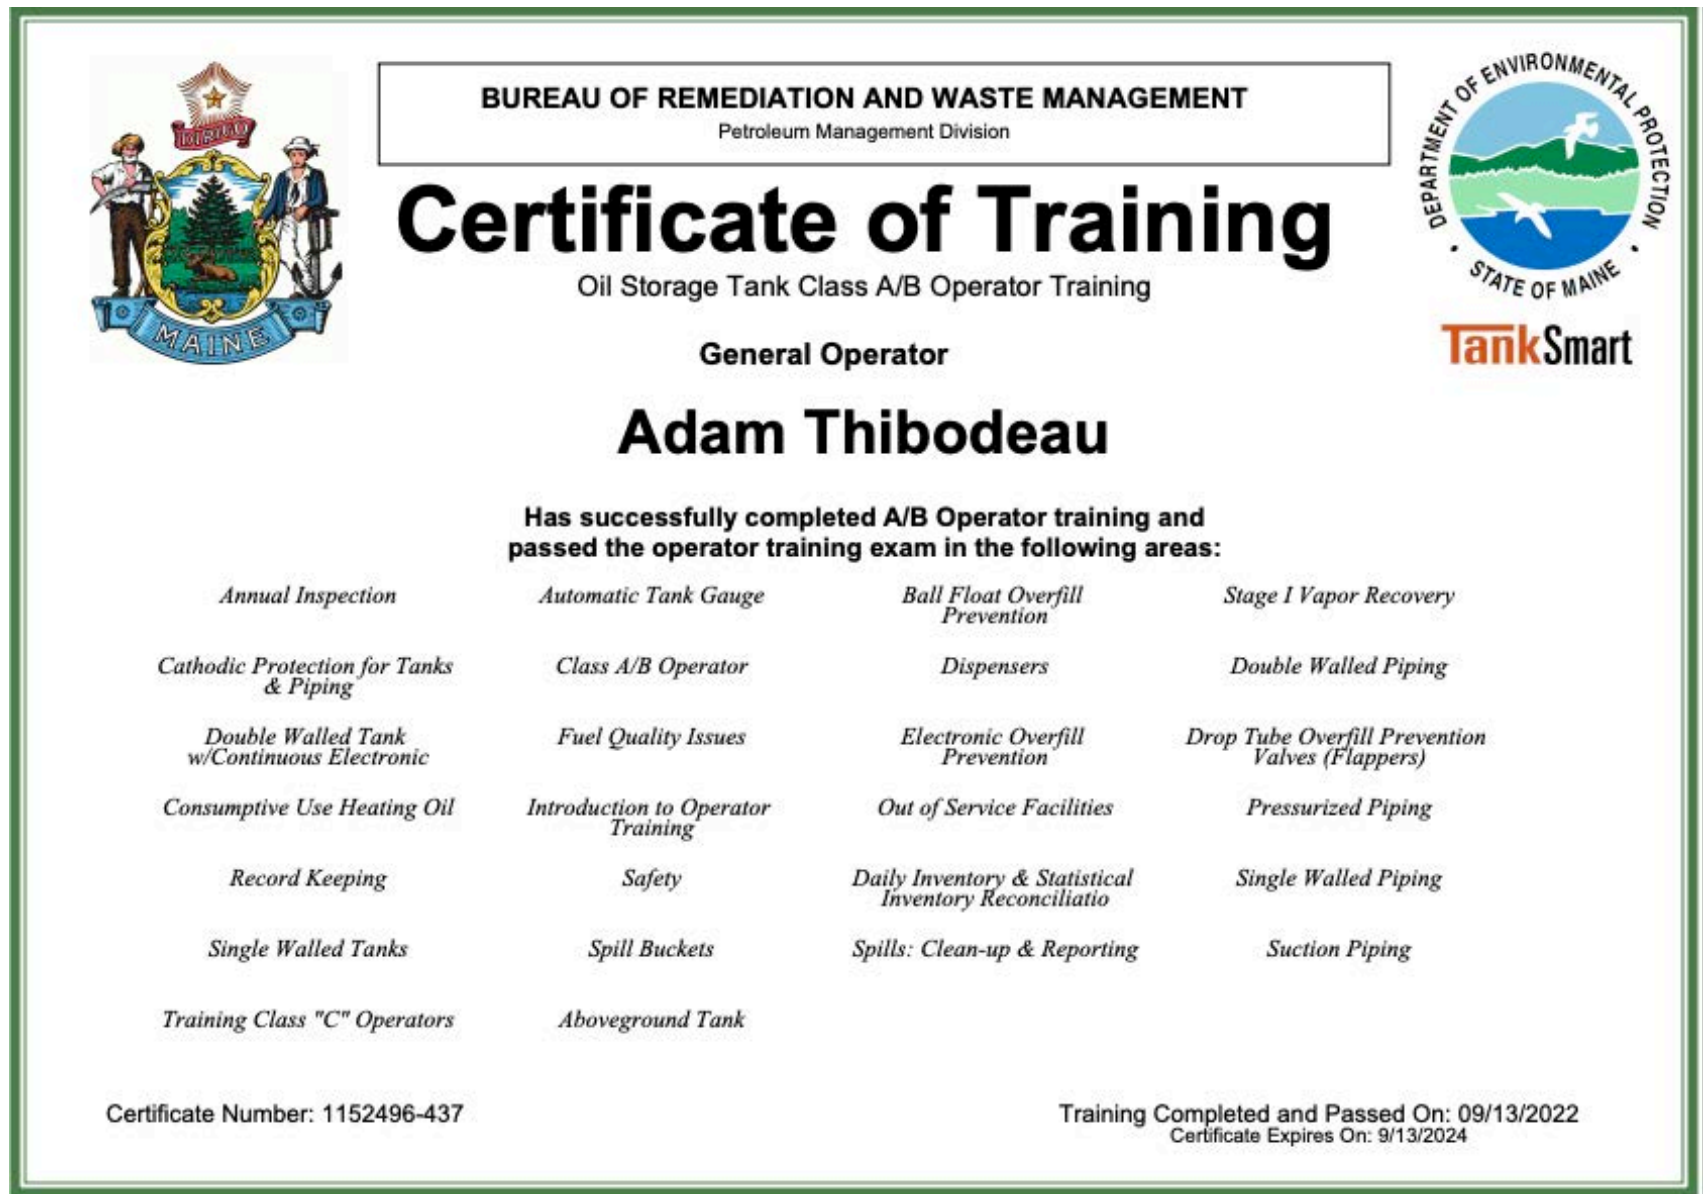 BUREAU OF REMEDIATION AND WASTE MANAGEMENT
Petroleum Management Division
DIRIGO
MAINE
DEPARTMENT OF ENVIRONMENTAL PROTECTION
• STATE OF MAINE •
TankSmart
Certificate of Training
Oil Storage Tank Class A/B Operator Training
General Operator
Adam Thibodeau
Has successfully completed A/B Operator training and
passed the operator training exam in the following areas:
Annual Inspection
Automatic Tank Gauge
Ball Float Overfill
Prevention
Stage I Vapor Recovery
Cathodic Protection for Tanks
& Piping
Class A/B Operator
Dispensers
Double Walled Piping
Double Walled Tank
w/Continuous Electronic
Fuel Quality Issues
Electronic Overfill
Prevention
Drop Tube Overfill Prevention
Valves (Flappers)
Consumptive Use Heating Oil
Introduction to Operator
Training
Out of Service Facilities
Pressurized Piping
Record Keeping
Safety
Daily Inventory & Statistical
Inventory Reconciliatio
Single Walled Piping
Single Walled Tanks
Spill Buckets
Spills: Clean-up & Reporting
Suction Piping
Training Class "C" Operators
Aboveground Tank
Certificate Number: 1152496-437
Training Completed and Passed On: 09/13/2022
Certificate Expires On: 9/13/2024